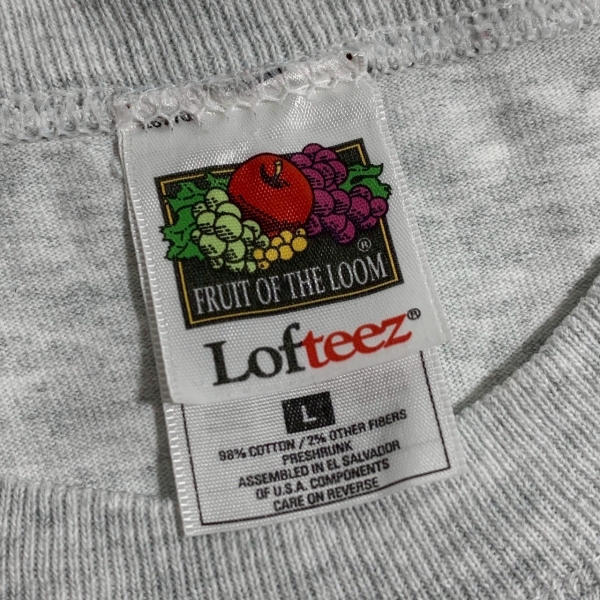 ®
FRUIT OF THE LOOM
Lofteez®
L
98% COTTON / 2% OTHER FIBERS
PRESHRUNK
ASSEMBLED IN EL SALVADOR
OF U.S.A. COMPONENTS
CARE ON REVERSE